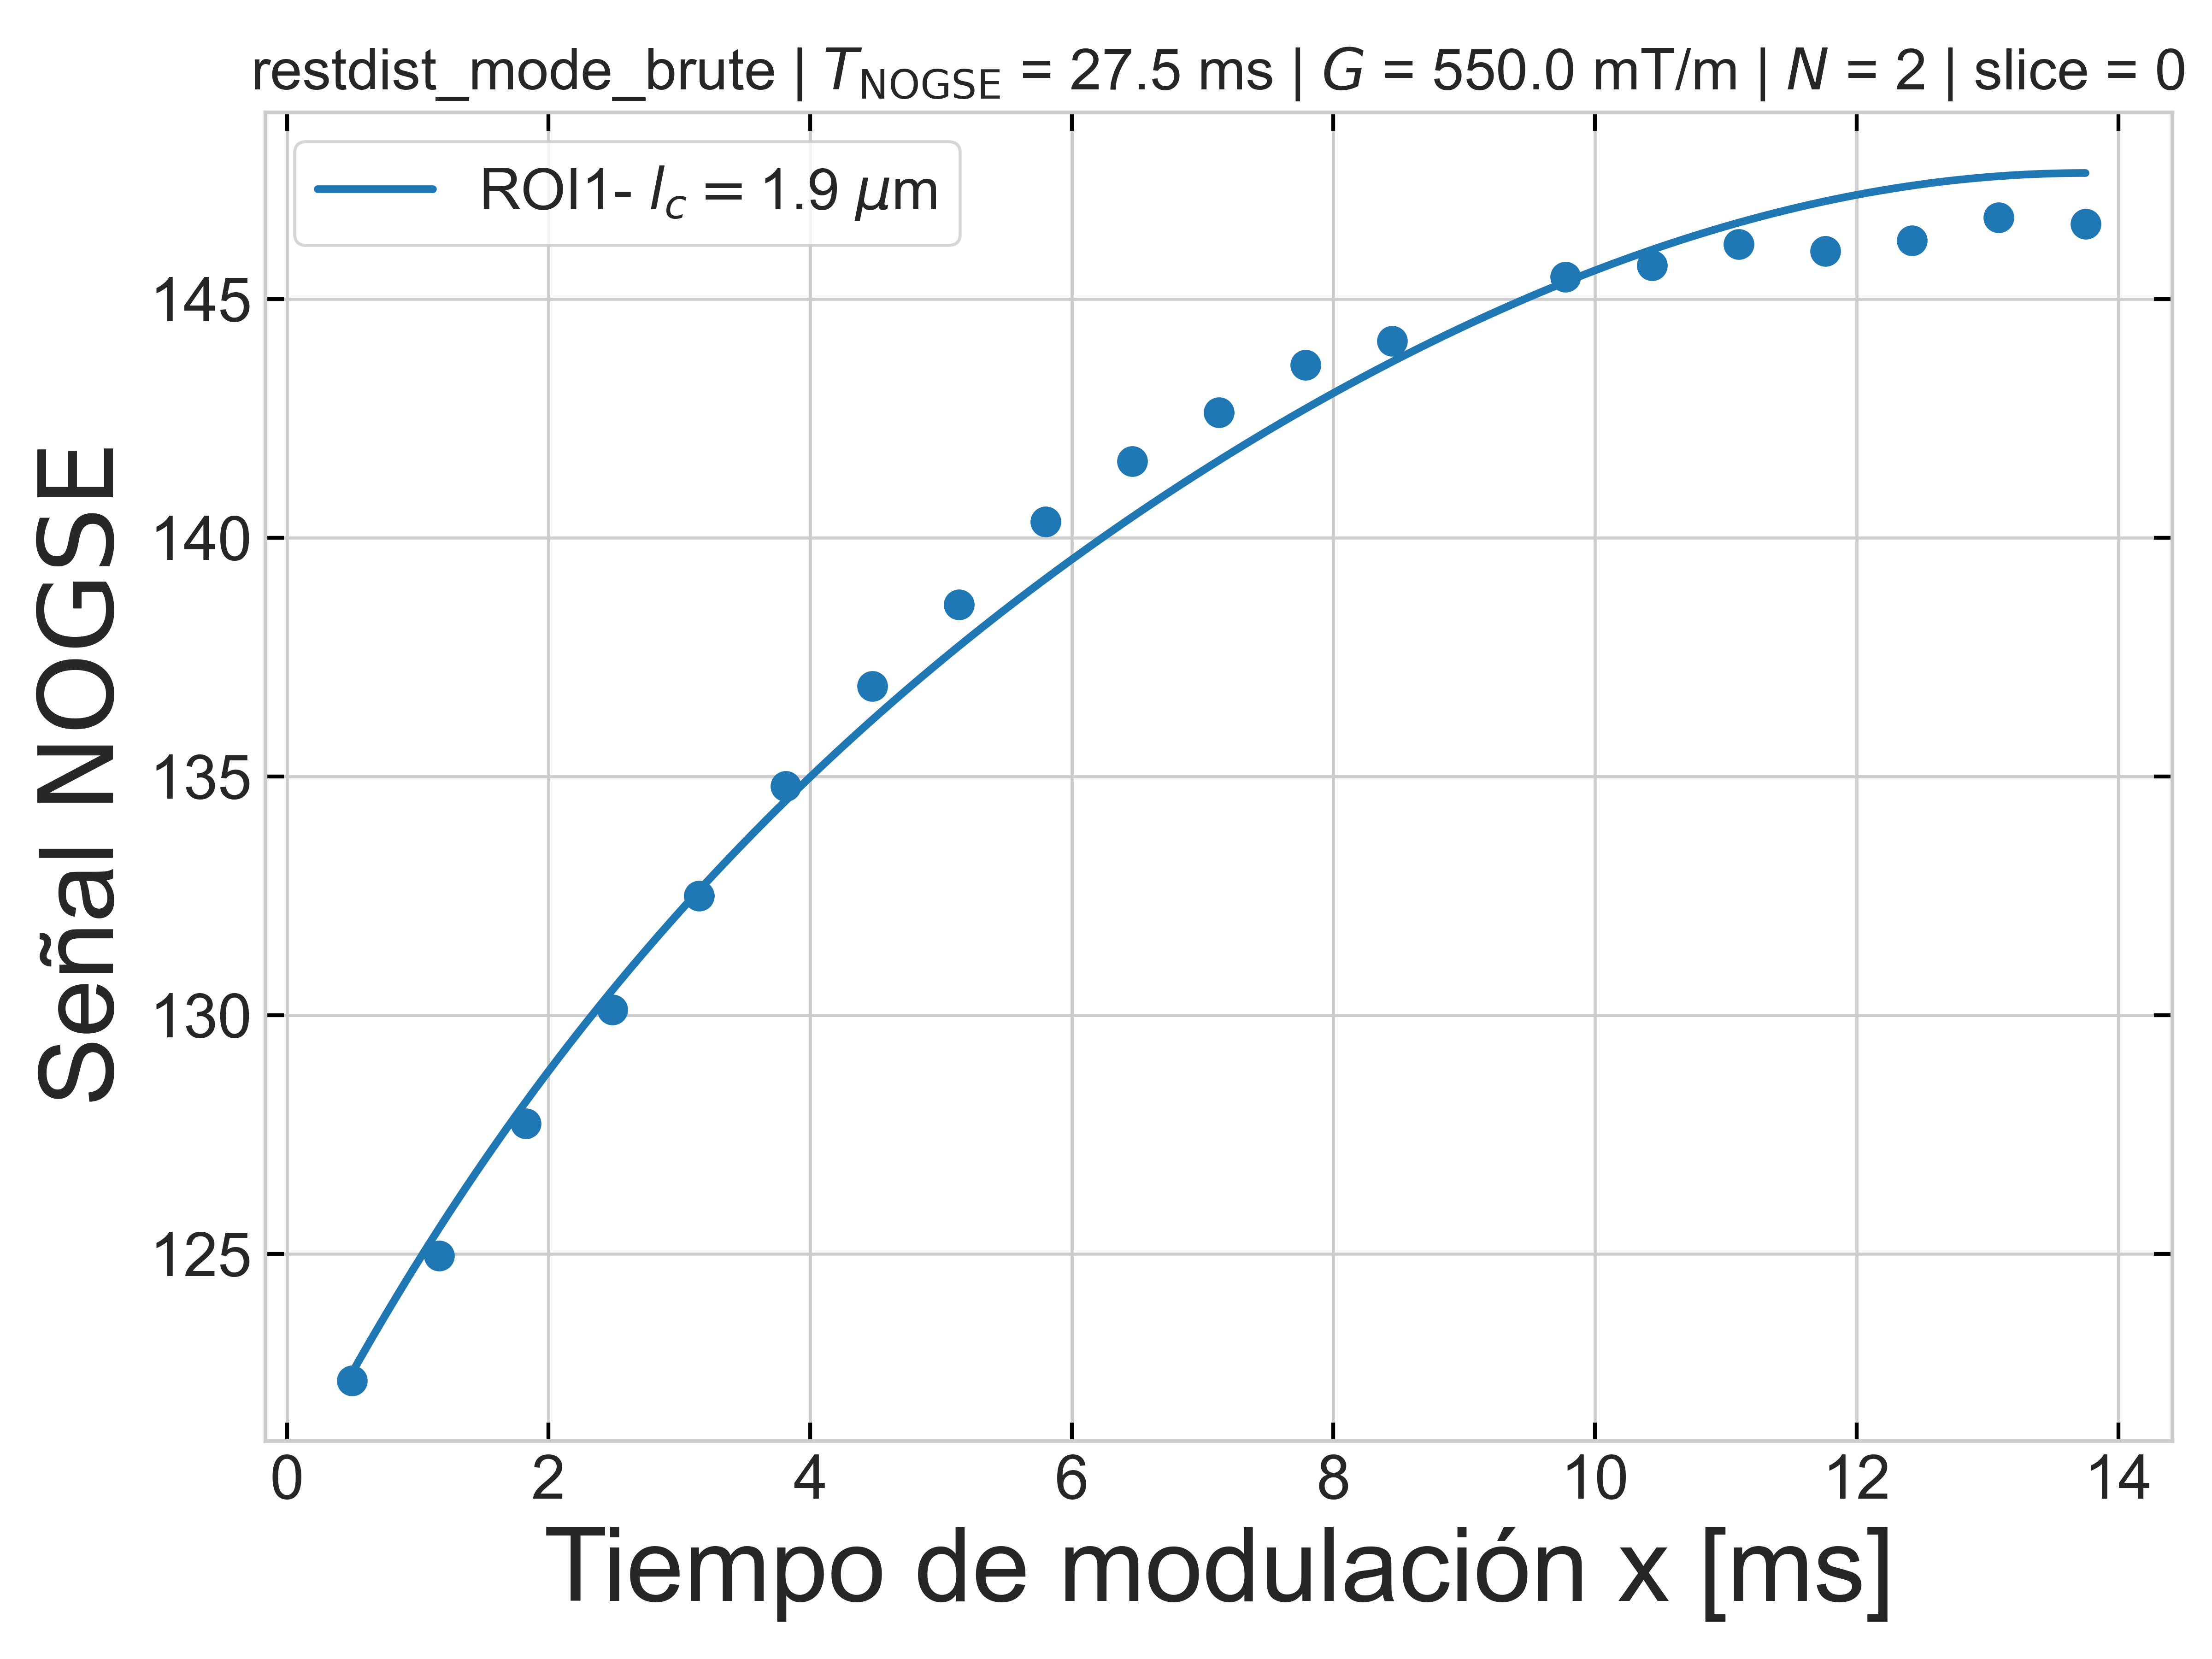 restdist_mode_brute | T_NOGSE = 27.5 ms | G = 550.0 mT/m | N = 2 | slice = 0
ROI1- l_c = 1.9 μm
Señal NOGSE
145
140
135
130
125
0 2 4 6 8 10 12 14
Tiempo de modulación x [ms]